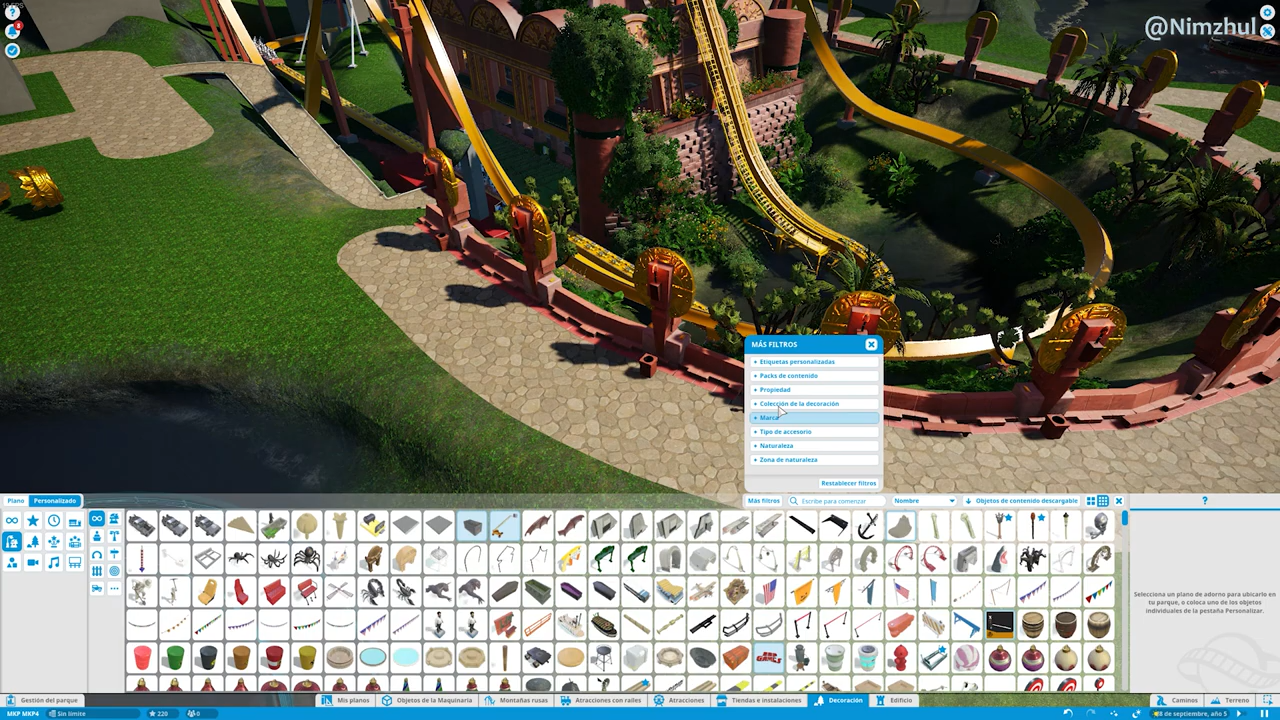 @Nimzhul
MÁS FILTROS
+ Etiquetas personalizadas
+ Packs de contenido
+ Propiedad
+ Colección de la decoración
+ Marca
+ Tipo de accesorio
+ Naturaleza
+ Zona de naturaleza
Restablecer filtros
Plano Personalizado
Más filtros Escribe para comenzar Nombre Objetos de contenido descargable ?
Selecciona un plano de adorno para ubicarlo en
tu parque, o coloca uno de los objetos
individuales de la pestaña Personalizar.
Gestión del parque Mis planos Objetos de la Maquinaria Montañas rusas Atracciones con raíles Atracciones Tiendas e instalaciones Decoración Edificio Caminos Terreno
MKP MKP4 Sin límite 220 0 8 de septiembre, año 5